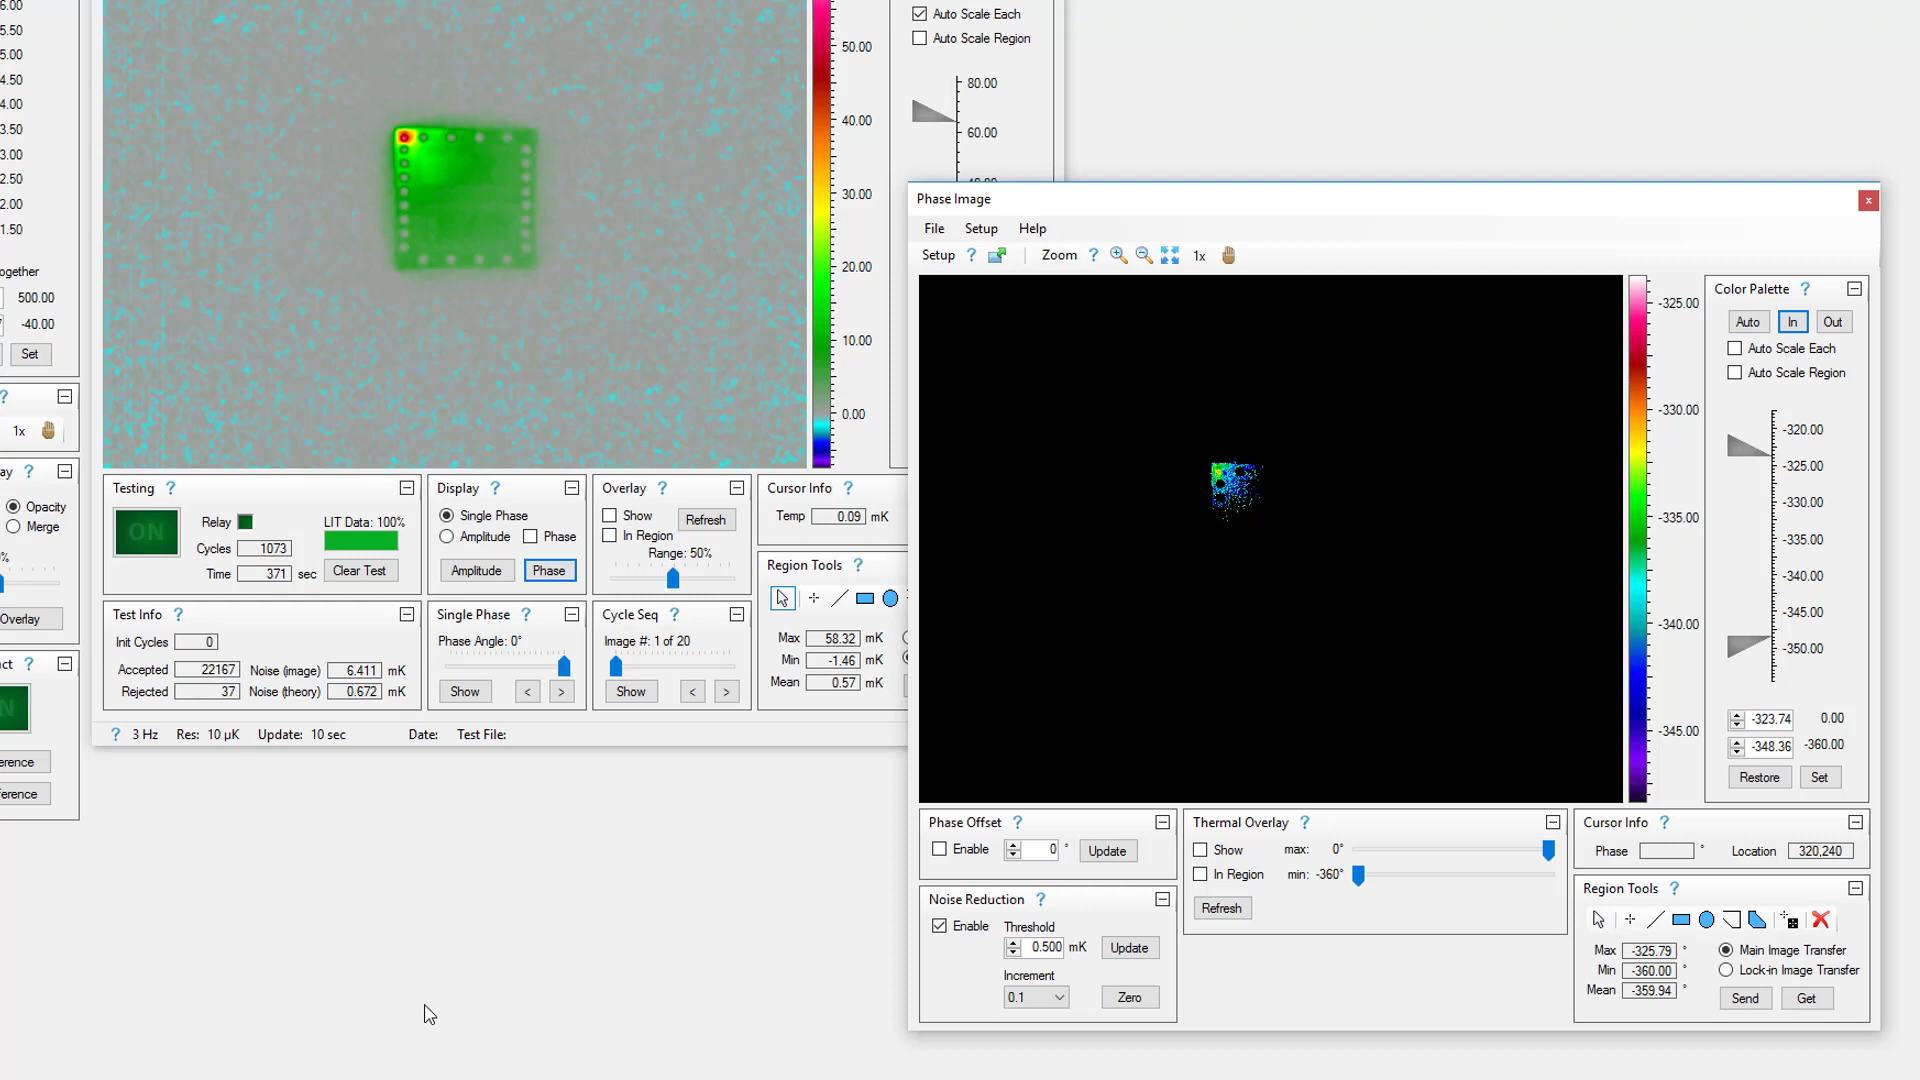 6.00
5.50
5.00
4.50
4.00
3.50
3.00
2.50
2.00
1.50
ogether
500.00
-40.00
Set
?
1x
ay ?
Opacity
Merge
%
Overlay
ct ?
N
erence
erence
50.00
40.00
30.00
20.00
10.00
0.00
Auto Scale Each
Auto Scale Region
80.00
60.00
Testing ?
ON
Relay
LIT Data: 100%
Cycles 1073
Time 371 sec
Clear Test
Display ?
Single Phase
Amplitude Phase
Amplitude Phase
Overlay ?
Show Refresh
In Region
Range: 50%
Cursor Info ?
Temp 0.09 mK
Region Tools ?
Max 58.32 mK
Min -1.46 mK
Mean 0.57 mK
Test Info ?
Init Cycles 0
Accepted 22167 Noise (image) 6.411 mK
Rejected 37 Noise (theory) 0.672 mK
Single Phase ?
Phase Angle: 0°
Show < >
Cycle Seq ?
Image #: 1 of 20
Show < >
? 3 Hz Res: 10 µK Update: 10 sec Date: Test File:
Phase Image
x
File Setup Help
Setup ? Zoom ? 1x
-325.00
-330.00
-335.00
-340.00
-345.00
Color Palette ?
Auto In Out
Auto Scale Each
Auto Scale Region
-320.00
-325.00
-330.00
-335.00
-340.00
-345.00
-350.00
-323.74 0.00
-348.36 -360.00
Restore Set
Phase Offset ?
Enable 0 ° Update
Noise Reduction ?
Enable Threshold
0.500 mK Update
Increment
0.1 Zero
Thermal Overlay ?
Show max: 0°
In Region min: -360°
Refresh
Cursor Info ?
Phase ° Location 320,240
Region Tools ?
Max -325.79 ° Main Image Transfer
Min -360.00 ° Lock-in Image Transfer
Mean -359.94 °
Send Get